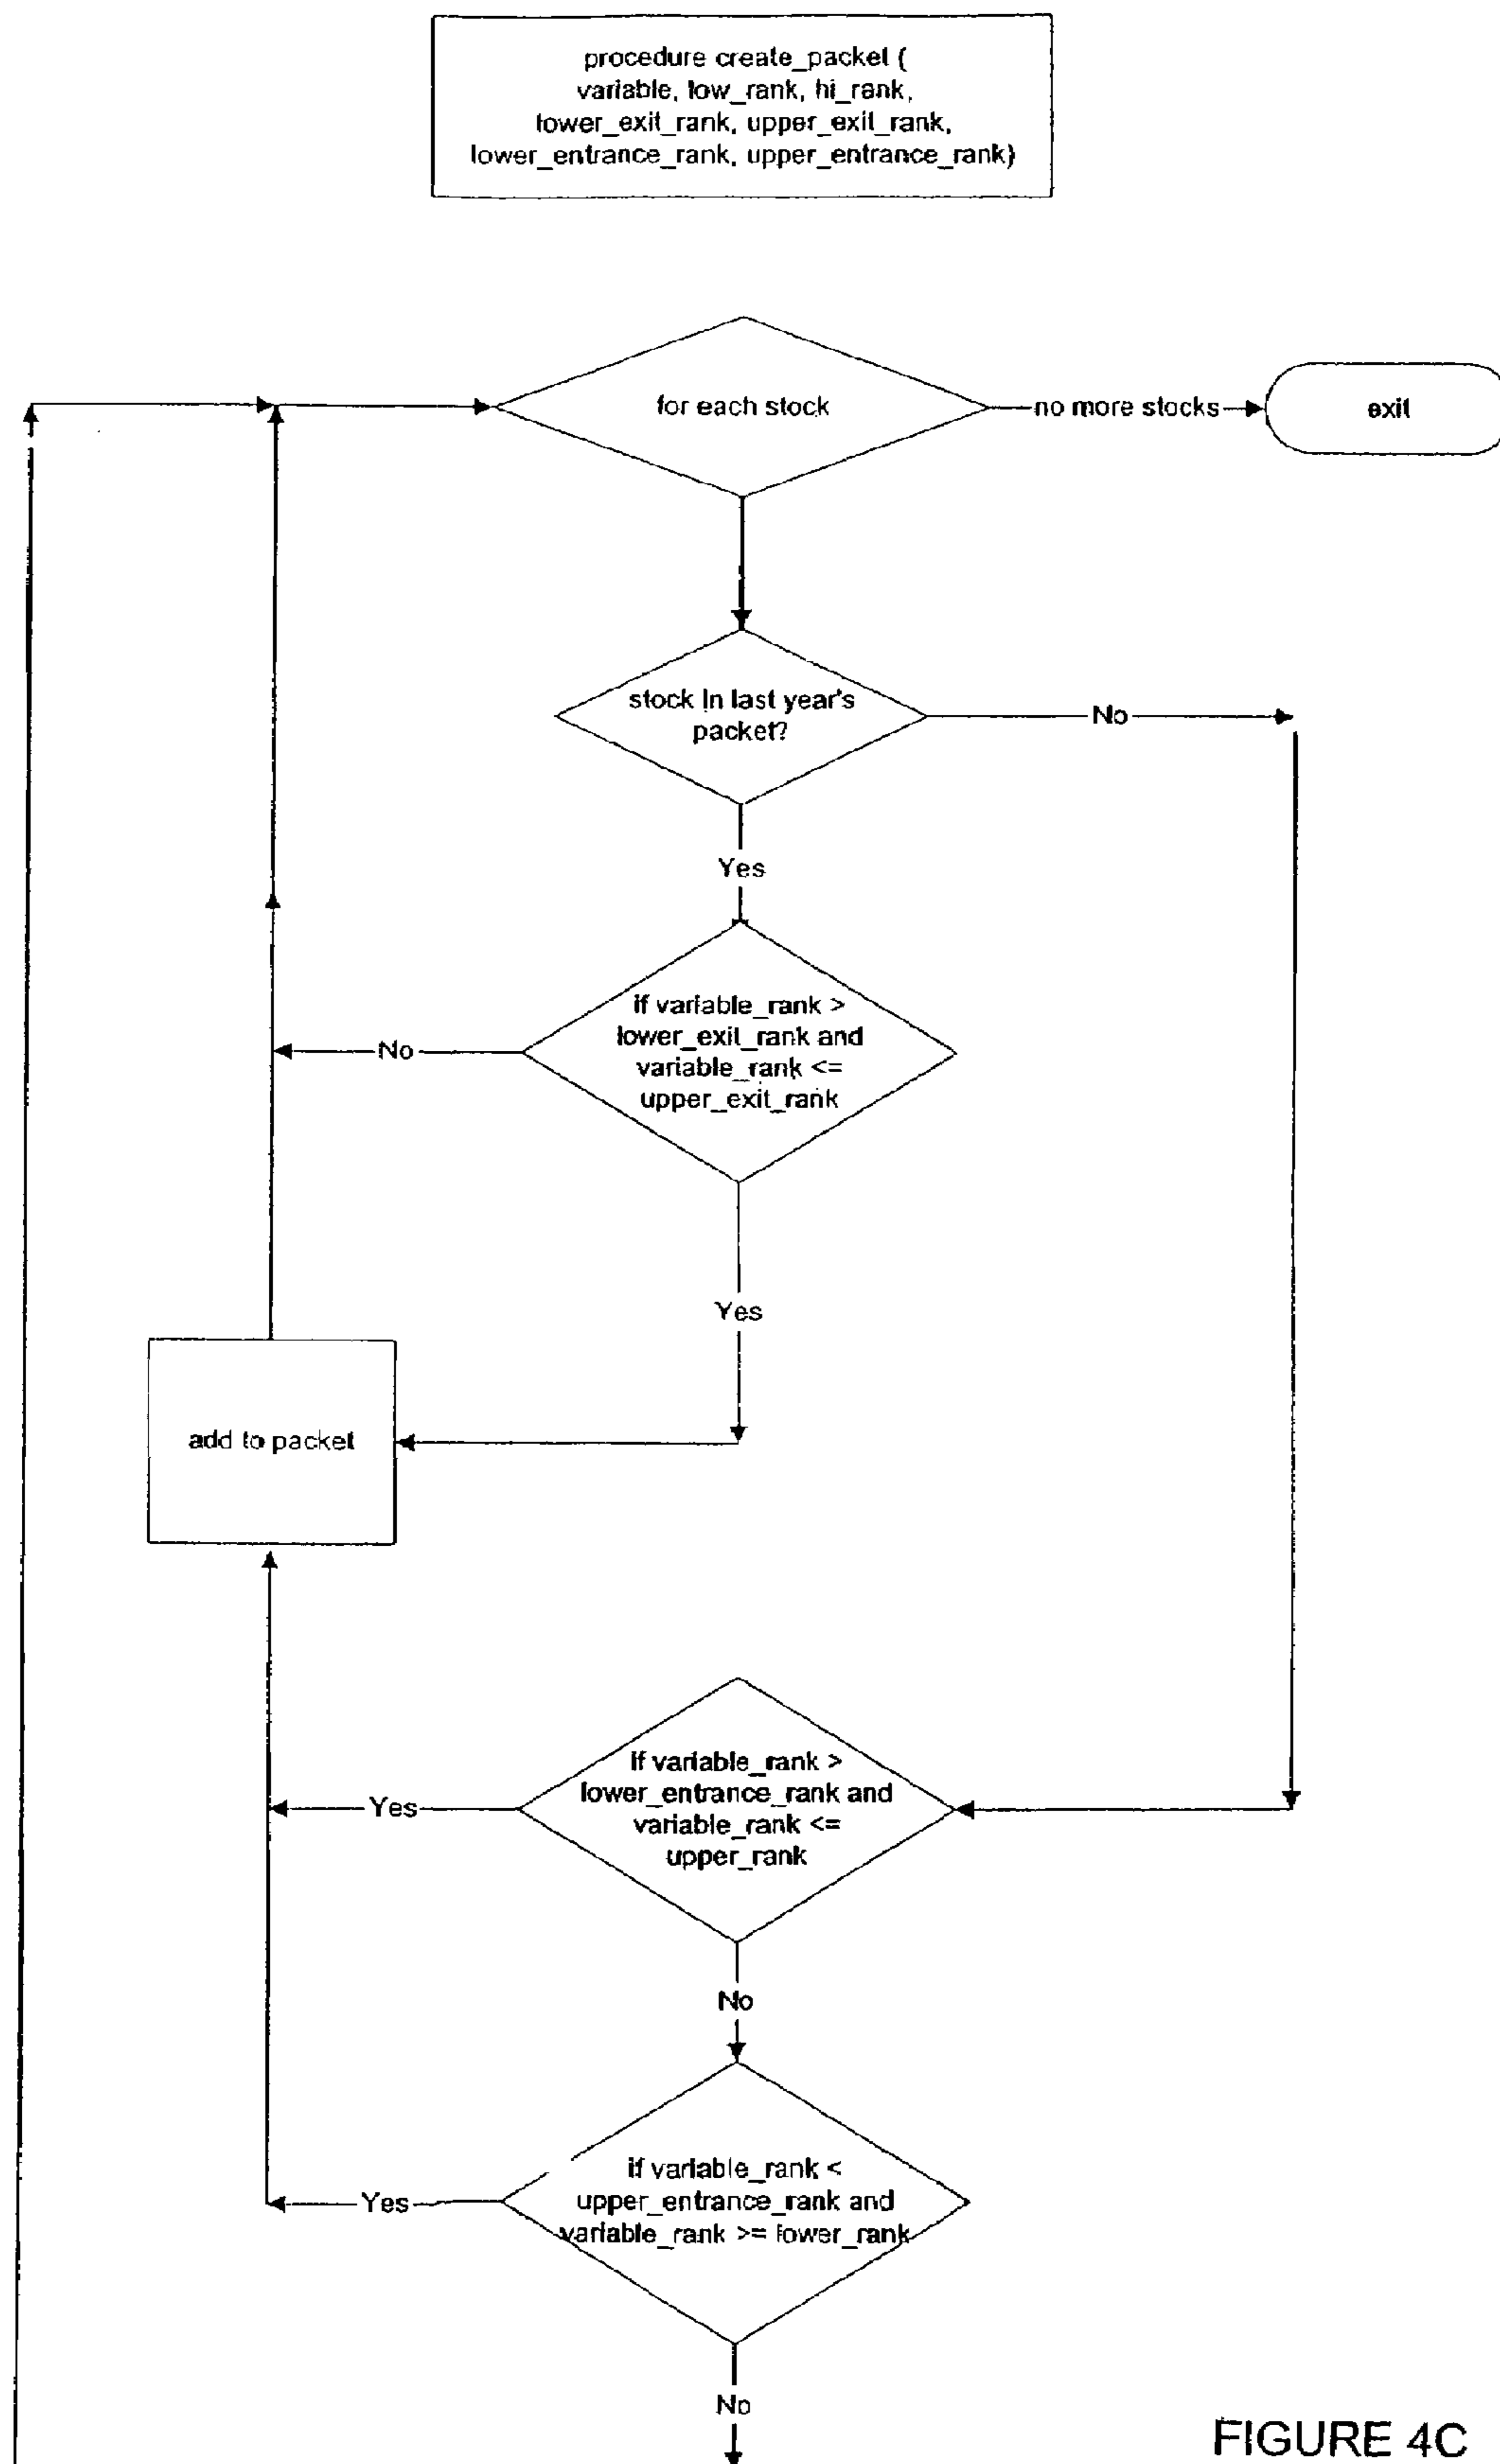 procedure create_packet (
variable, low_rank, hi_rank,
lower_exit_rank, upper_exit_rank,
lower_entrance_rank, upper_entrance_rank)
for each stock
no more stocks
exit
stock in last year's
packet?
No
Yes
if variable_rank >
lower_exit_rank and
variable_rank <=
upper_exit_rank
No
Yes
add to packet
if variable_rank >
lower_entrance_rank and
variable_rank <=
upper_rank
Yes
No
if variable_rank <
upper_entrance_rank and
variable_rank >= lower_rank
Yes
No
FIGURE 4C